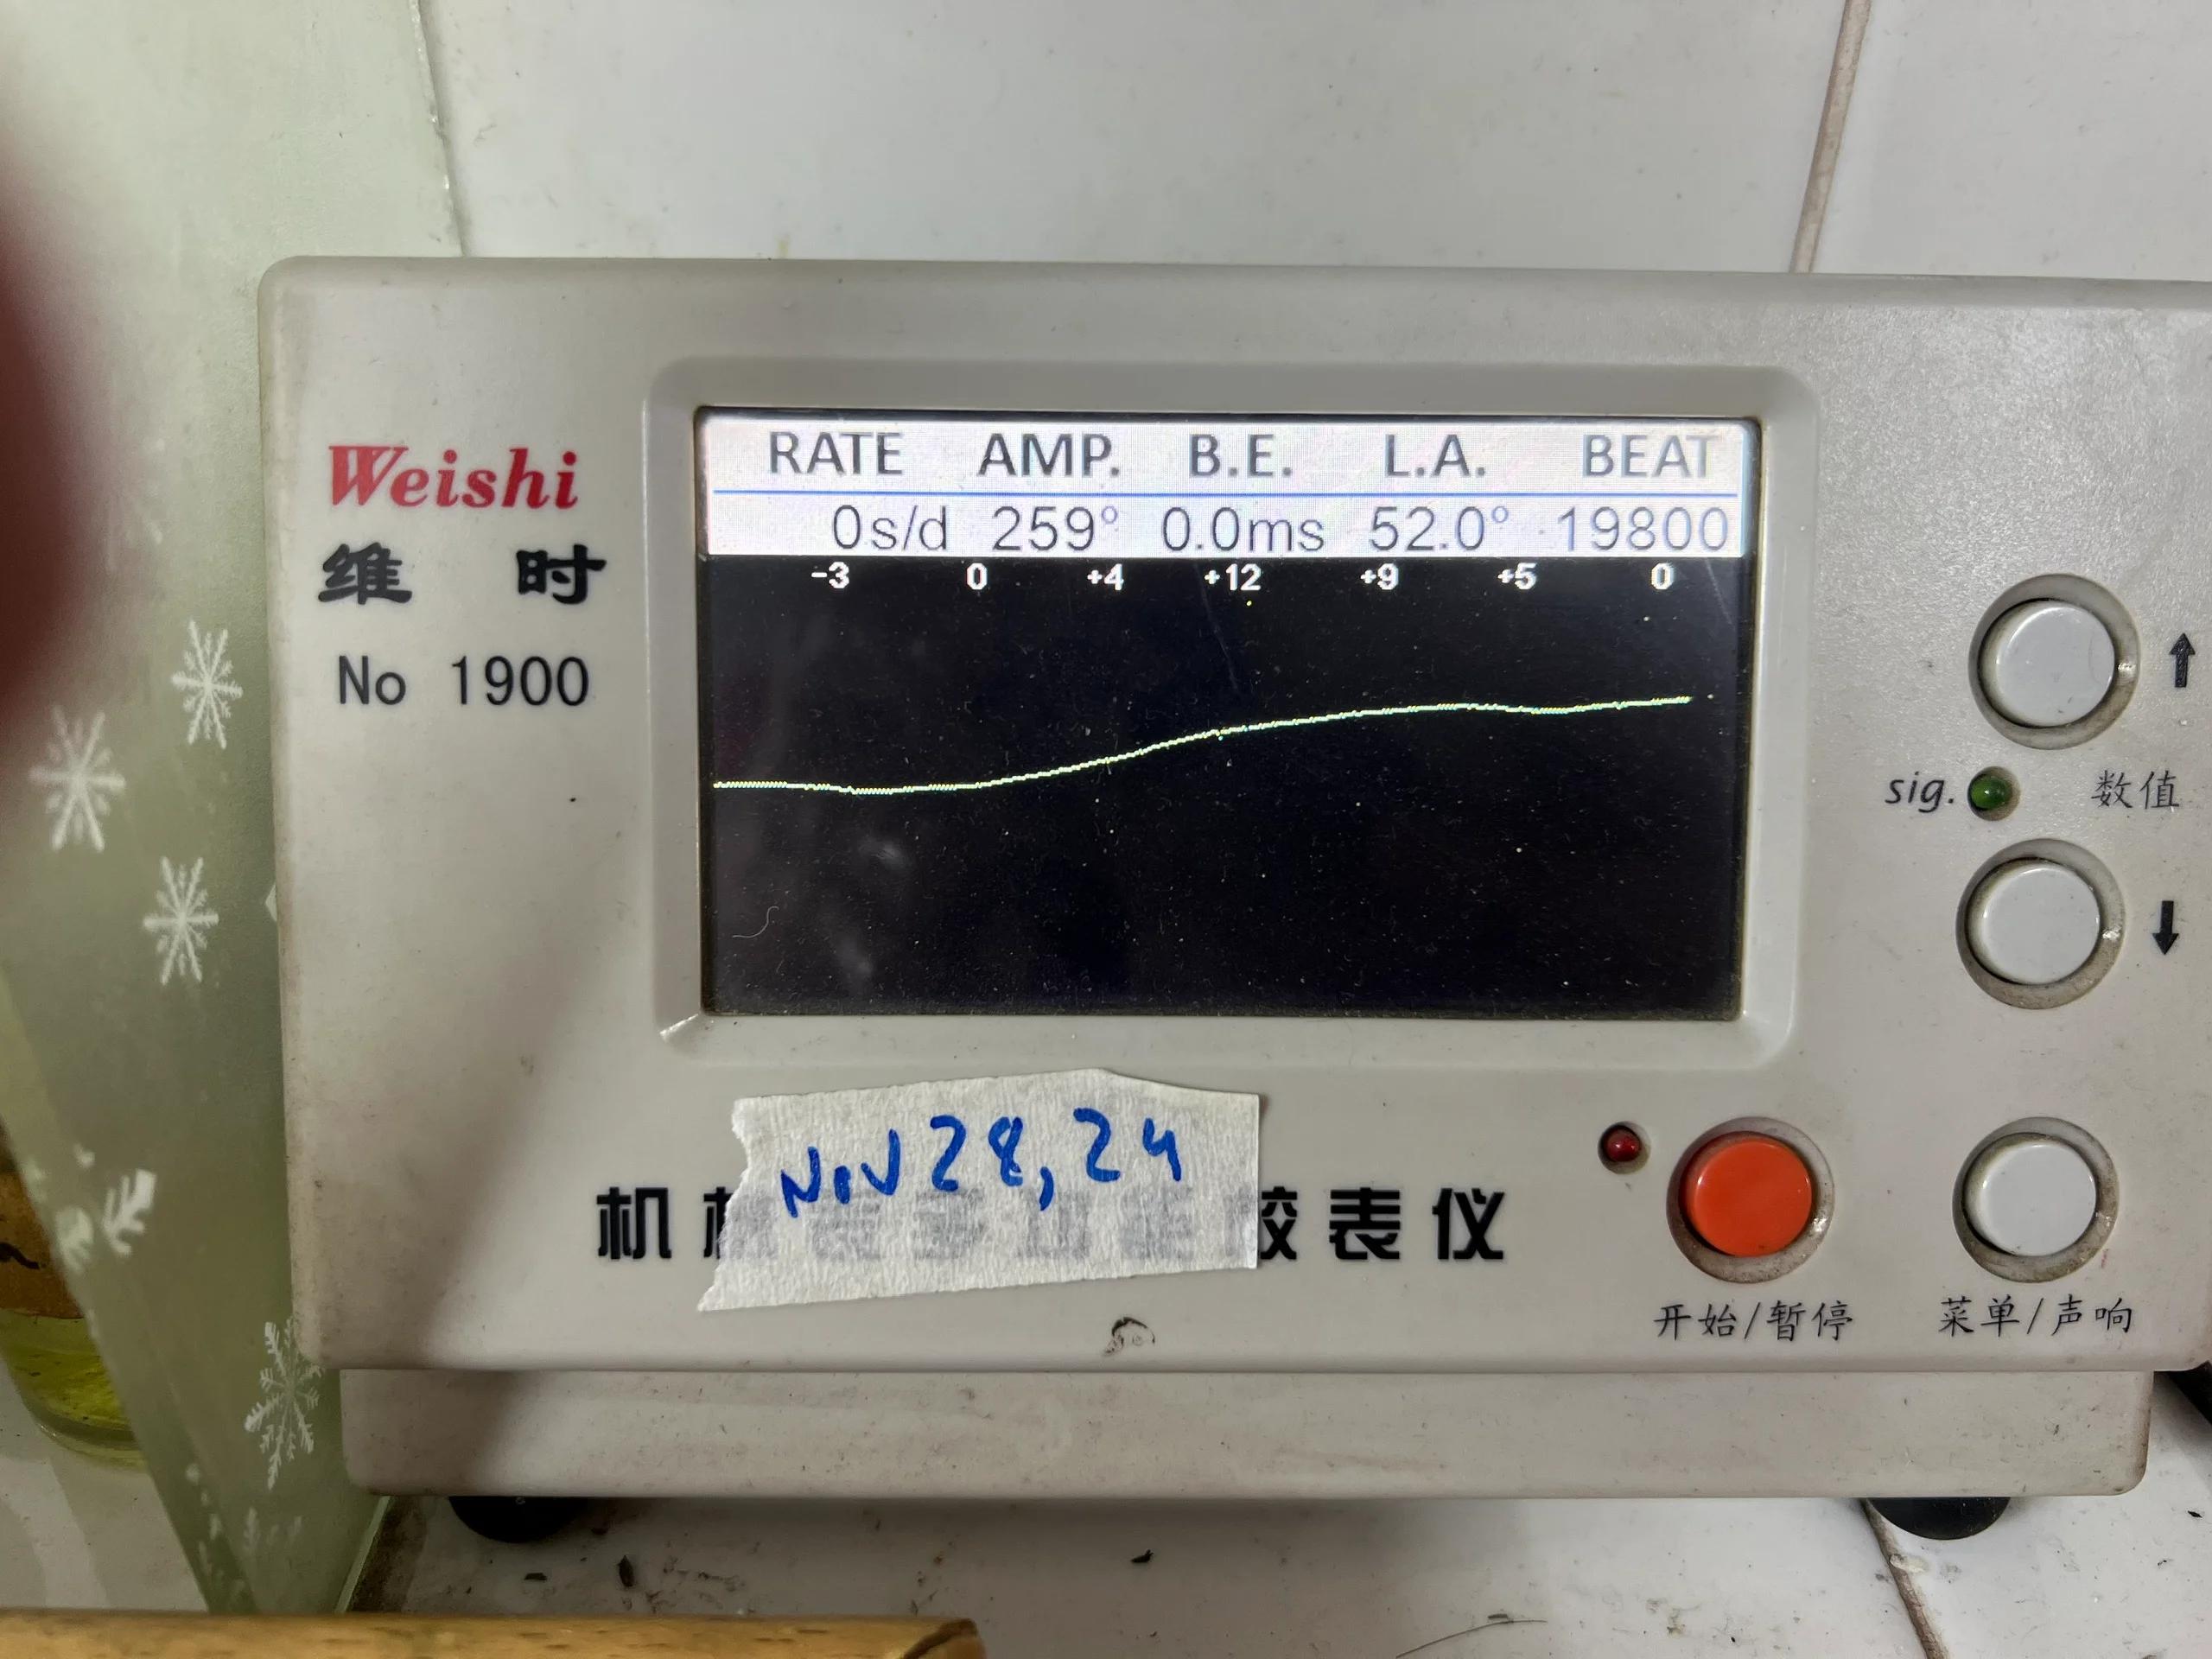 RATE AMP. B.E. L.A. BEAT
0s/d 259° 0.0ms 52.0° 19800
-3 0 +4 +12 +9 +5 0
Weishi
维 时
No 1900
↑
sig. 数值
↓
Nov 28, 24
机 校 表 仪
开始/暂停 菜单/声响